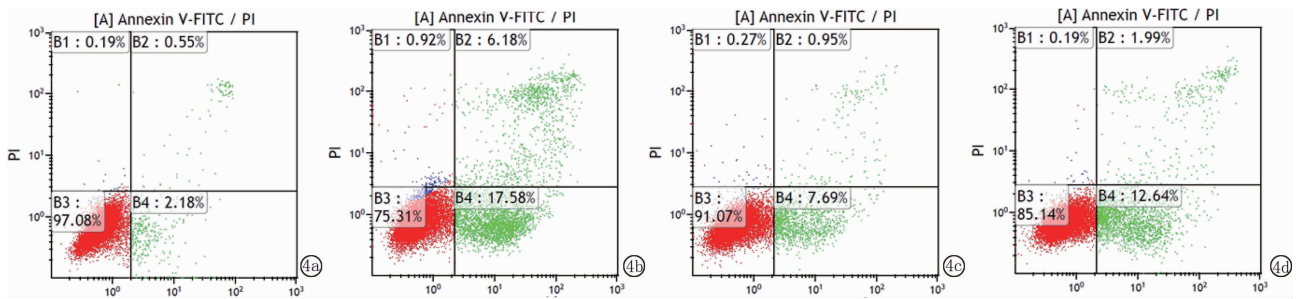 [A] Annexin V-FITC / PI
B1 : 0.19%
B2 : 0.55%
B3 :
97.08%
B4 : 2.18%
PI
10³
10²
10¹
10⁰
10⁰
10¹
10²
10³
4a
[A] Annexin V-FITC / PI
B1 : 0.92%
B2 : 6.18%
B3 :
75.31%
B4 : 17.58%
PI
10³
10²
10¹
10⁰
10⁰
10¹
10²
10³
4b
[A] Annexin V-FITC / PI
B1 : 0.27%
B2 : 0.95%
B3 :
91.07%
B4 : 7.69%
PI
10³
10²
10¹
10⁰
10⁰
10¹
10²
10³
4c
[A] Annexin V-FITC / PI
B1 : 0.19%
B2 : 1.99%
B3 :
85.14%
B4 : 12.64%
PI
10³
10²
10¹
10⁰
10⁰
10¹
10²
10³
4d